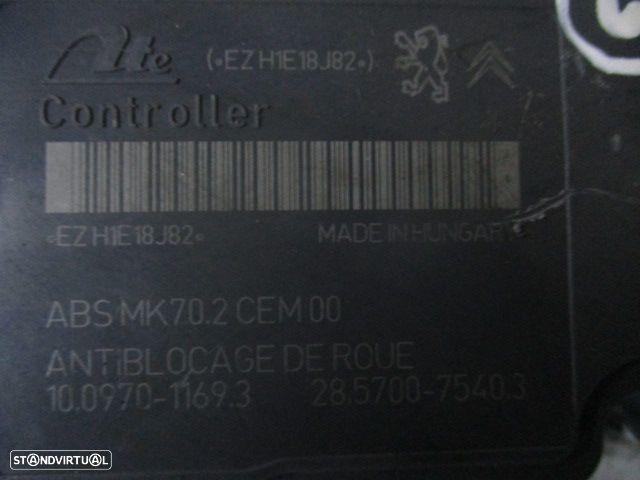 Ate (•EZ H1E18J82•)
Controller
•EZ H1E18J82• MADE IN HUNGARY
ABS MK70.2 CEM 00
ANTIBLOCAGE DE ROUE
10.0970-1169.3 28.5700-7540.3
STANDVIRTUAL